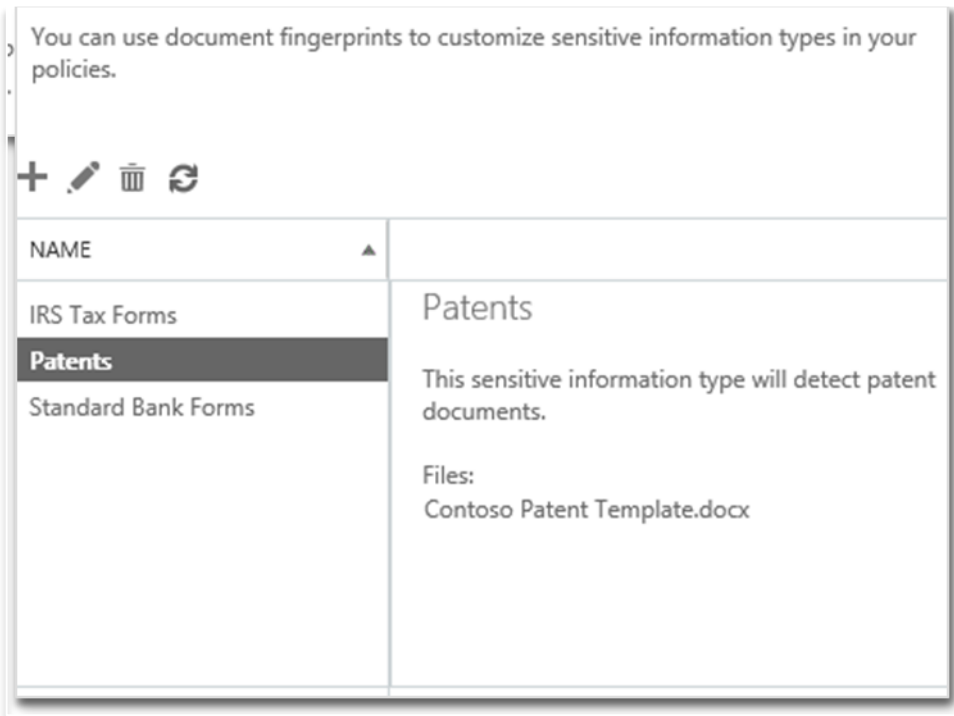 You can use document fingerprints to customize sensitive information types in your
policies.
NAME
IRS Tax Forms
Patents
Standard Bank Forms
Patents
This sensitive information type will detect patent
documents.
Files:
Contoso Patent Template.docx